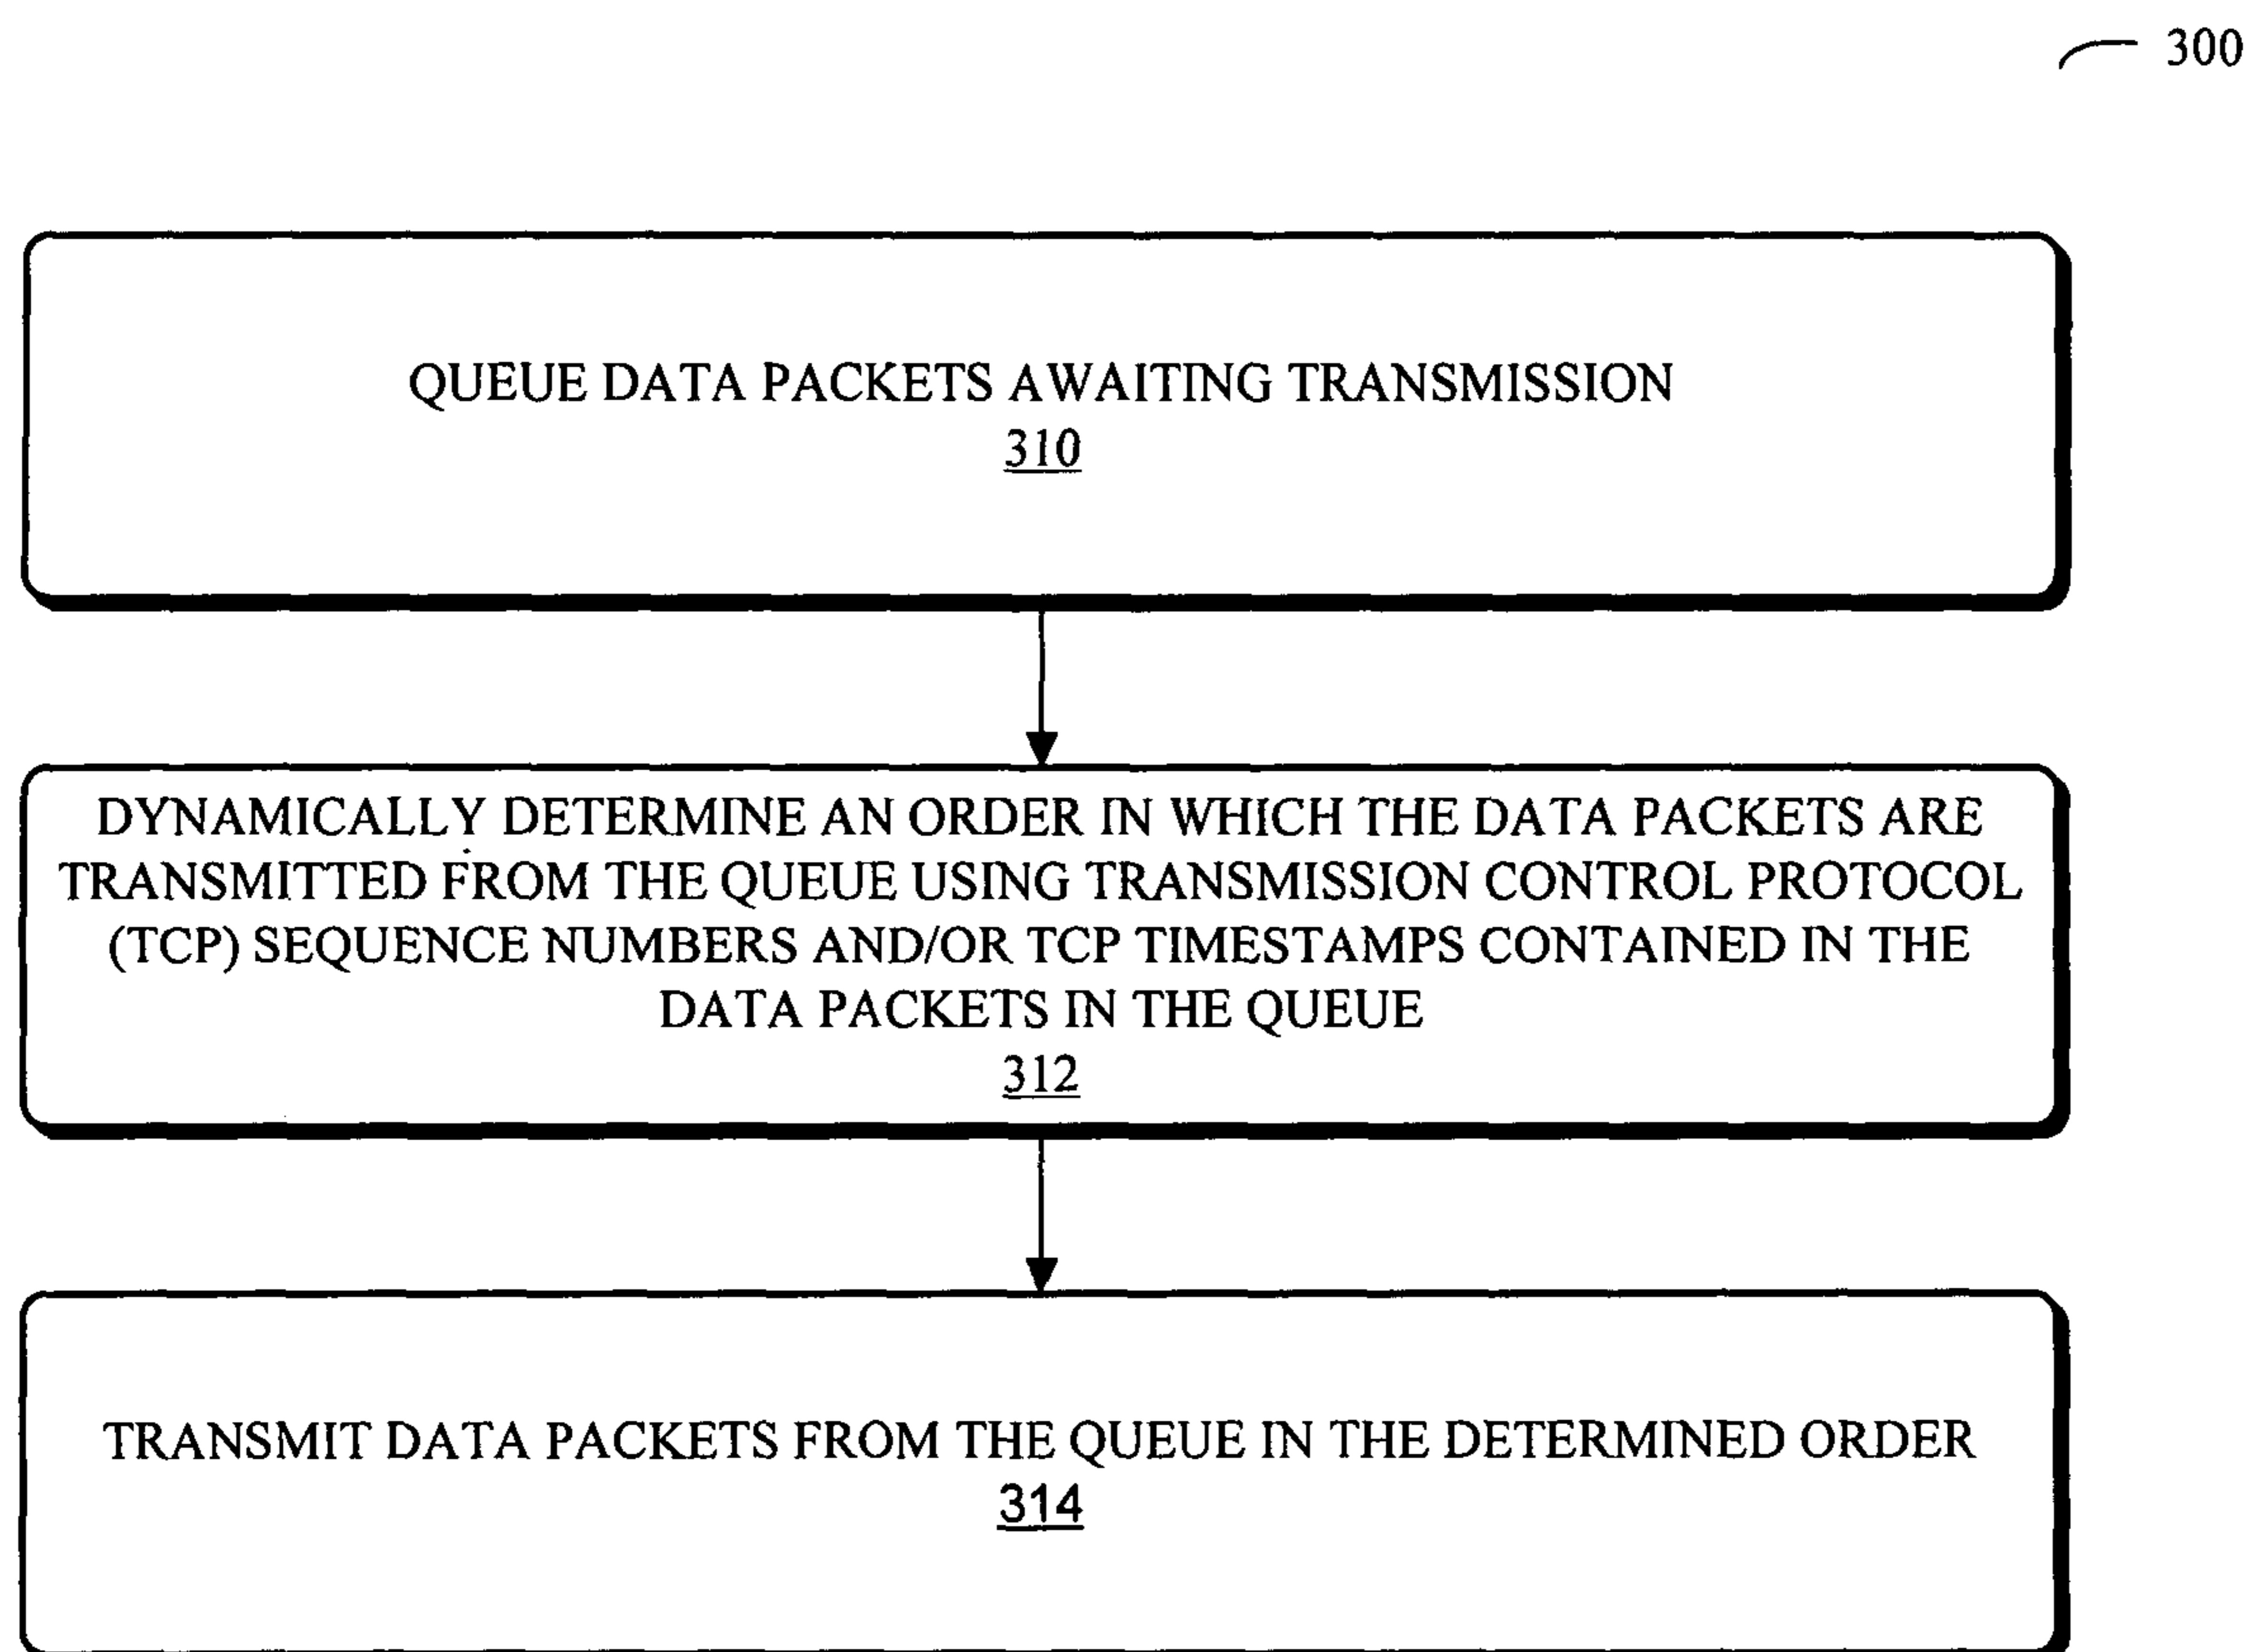 300
QUEUE DATA PACKETS AWAITING TRANSMISSION
310
DYNAMICALLY DETERMINE AN ORDER IN WHICH THE DATA PACKETS ARE
TRANSMITTED FROM THE QUEUE USING TRANSMISSION CONTROL PROTOCOL
(TCP) SEQUENCE NUMBERS AND/OR TCP TIMESTAMPS CONTAINED IN THE
DATA PACKETS IN THE QUEUE
312
TRANSMIT DATA PACKETS FROM THE QUEUE IN THE DETERMINED ORDER
314